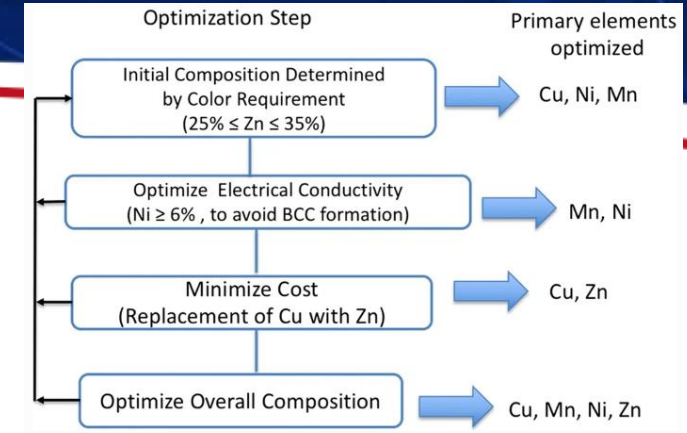 Optimization Step
Primary elements
optimized
Initial Composition Determined
by Color Requirement
(25% ≤ Zn ≤ 35%)
Cu, Ni, Mn
Optimize Electrical Conductivity
(Ni ≥ 6% , to avoid BCC formation)
Mn, Ni
Minimize Cost
(Replacement of Cu with Zn)
Cu, Zn
Optimize Overall Composition
Cu, Mn, Ni, Zn